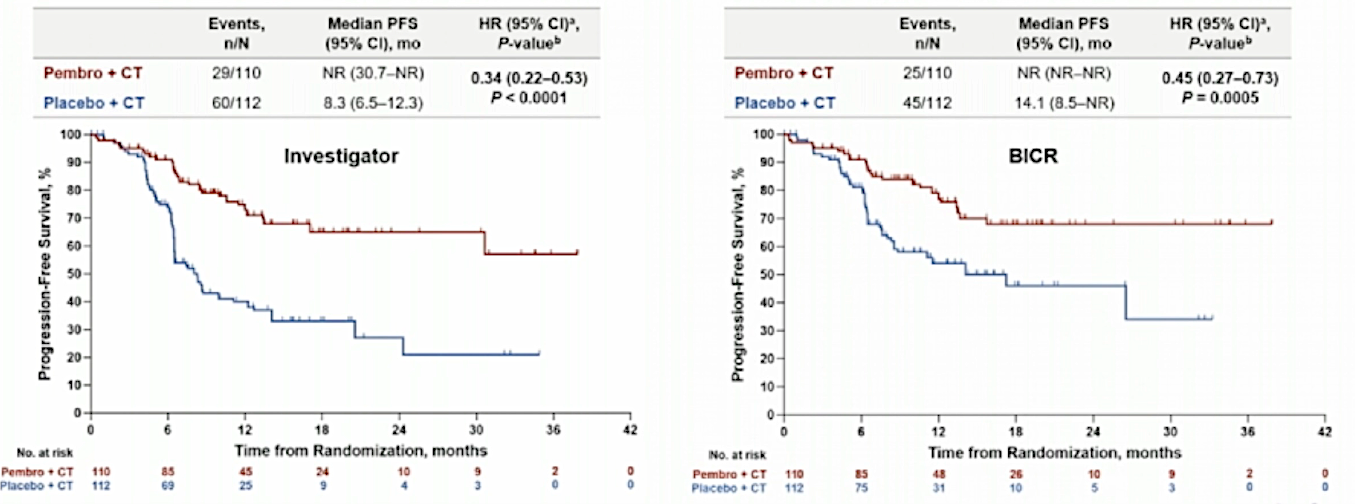 Events, n/N Median PFS (95% CI), mo HR (95% CI)ᵃ, P-valueᵇ
Pembro + CT 29/110 NR (30.7–NR) 0.34 (0.22–0.53)
Placebo + CT 60/112 8.3 (6.5–12.3) P < 0.0001
Investigator
Progression-Free Survival, %
100
90
80
70
60
50
40
30
20
10
0
0 6 12 18 24 30 36 42
Time from Randomization, months
No. at risk
Pembro + CT 110 85 45 24 10 9 2 0
Placebo + CT 112 69 25 9 4 3 0 0
Events, n/N Median PFS (95% CI), mo HR (95% CI)ᵃ, P-valueᵇ
Pembro + CT 25/110 NR (NR–NR) 0.45 (0.27–0.73)
Placebo + CT 45/112 14.1 (8.5–NR) P = 0.0005
BICR
Progression-Free Survival, %
100
90
80
70
60
50
40
30
20
10
0
0 6 12 18 24 30 36 42
Time from Randomization, months
No. at risk
Pembro + CT 110 85 48 26 10 9 2 0
Placebo + CT 112 75 31 10 5 3 0 0